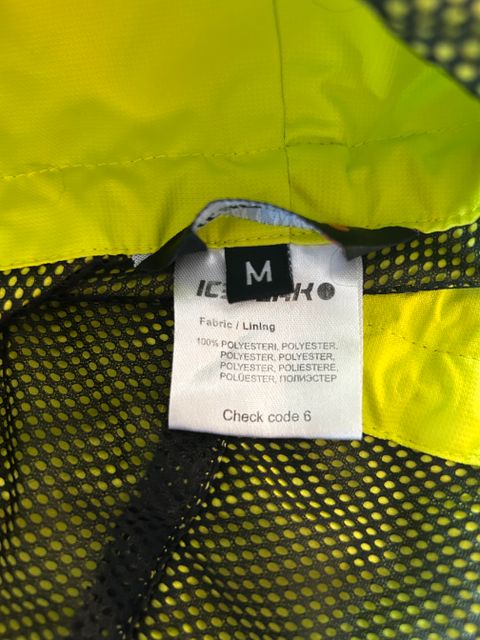 M
Fabric / Lining
100% POLYESTERI, POLYESTER,
POLYESTER, POLYESTER,
POLYESTER, POLIESTERE,
POLÜESTER, ПОЛИЭСТЕР
Check code 6